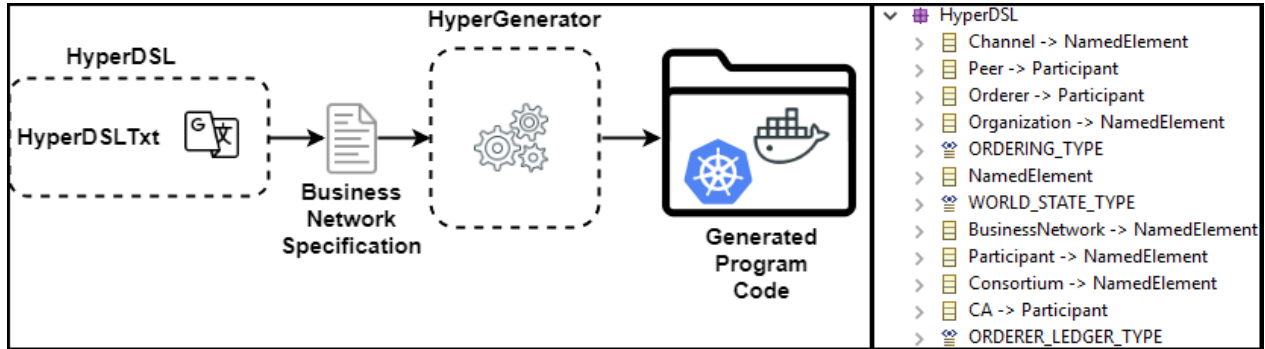 HyperDSL
HyperDSLTxt
G 文
Business
Network
Specification
HyperGenerator
Generated
Program
Code
HyperDSL
Channel -> NamedElement
Peer -> Participant
Orderer -> Participant
Organization -> NamedElement
ORDERING_TYPE
NamedElement
WORLD_STATE_TYPE
BusinessNetwork -> NamedElement
Participant -> NamedElement
Consortium -> NamedElement
CA -> Participant
ORDERER_LEDGER_TYPE